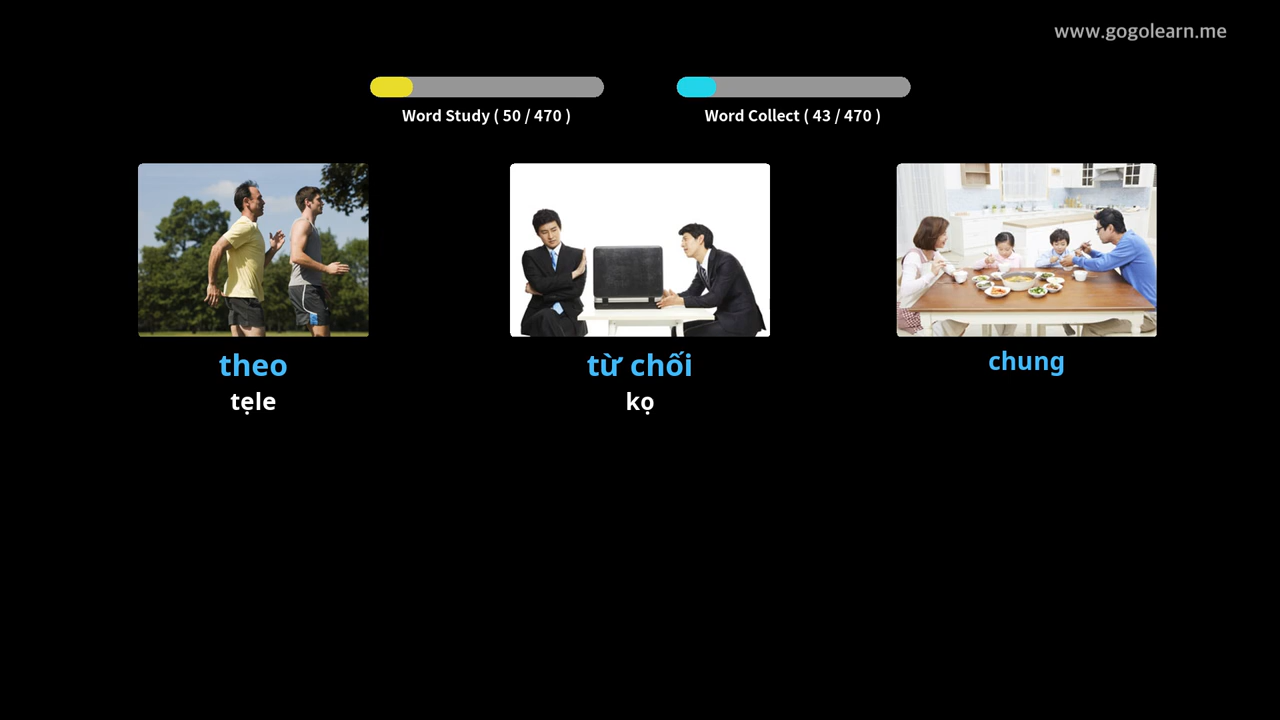 www.gogolearn.me
Word Study ( 50 / 470 )
Word Collect ( 43 / 470 )
theo
tẹle
từ chối
kọ
chung